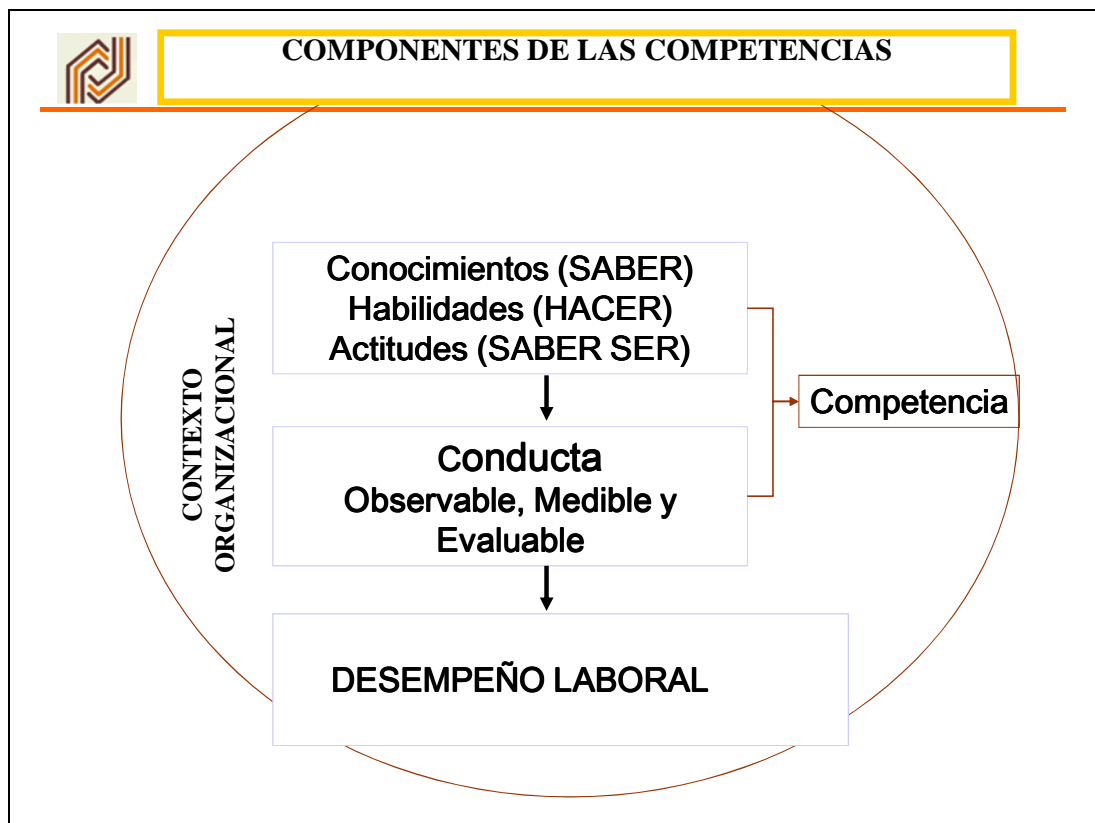 COMPONENTES DE LAS COMPETENCIAS
Conocimientos (SABER)
Habilidades (HACER)
Actitudes (SABER SER)
Competencia
CONTEXTO
ORGANIZACIONAL
Conducta
Observable, Medible y
Evaluable
DESEMPEÑO LABORAL